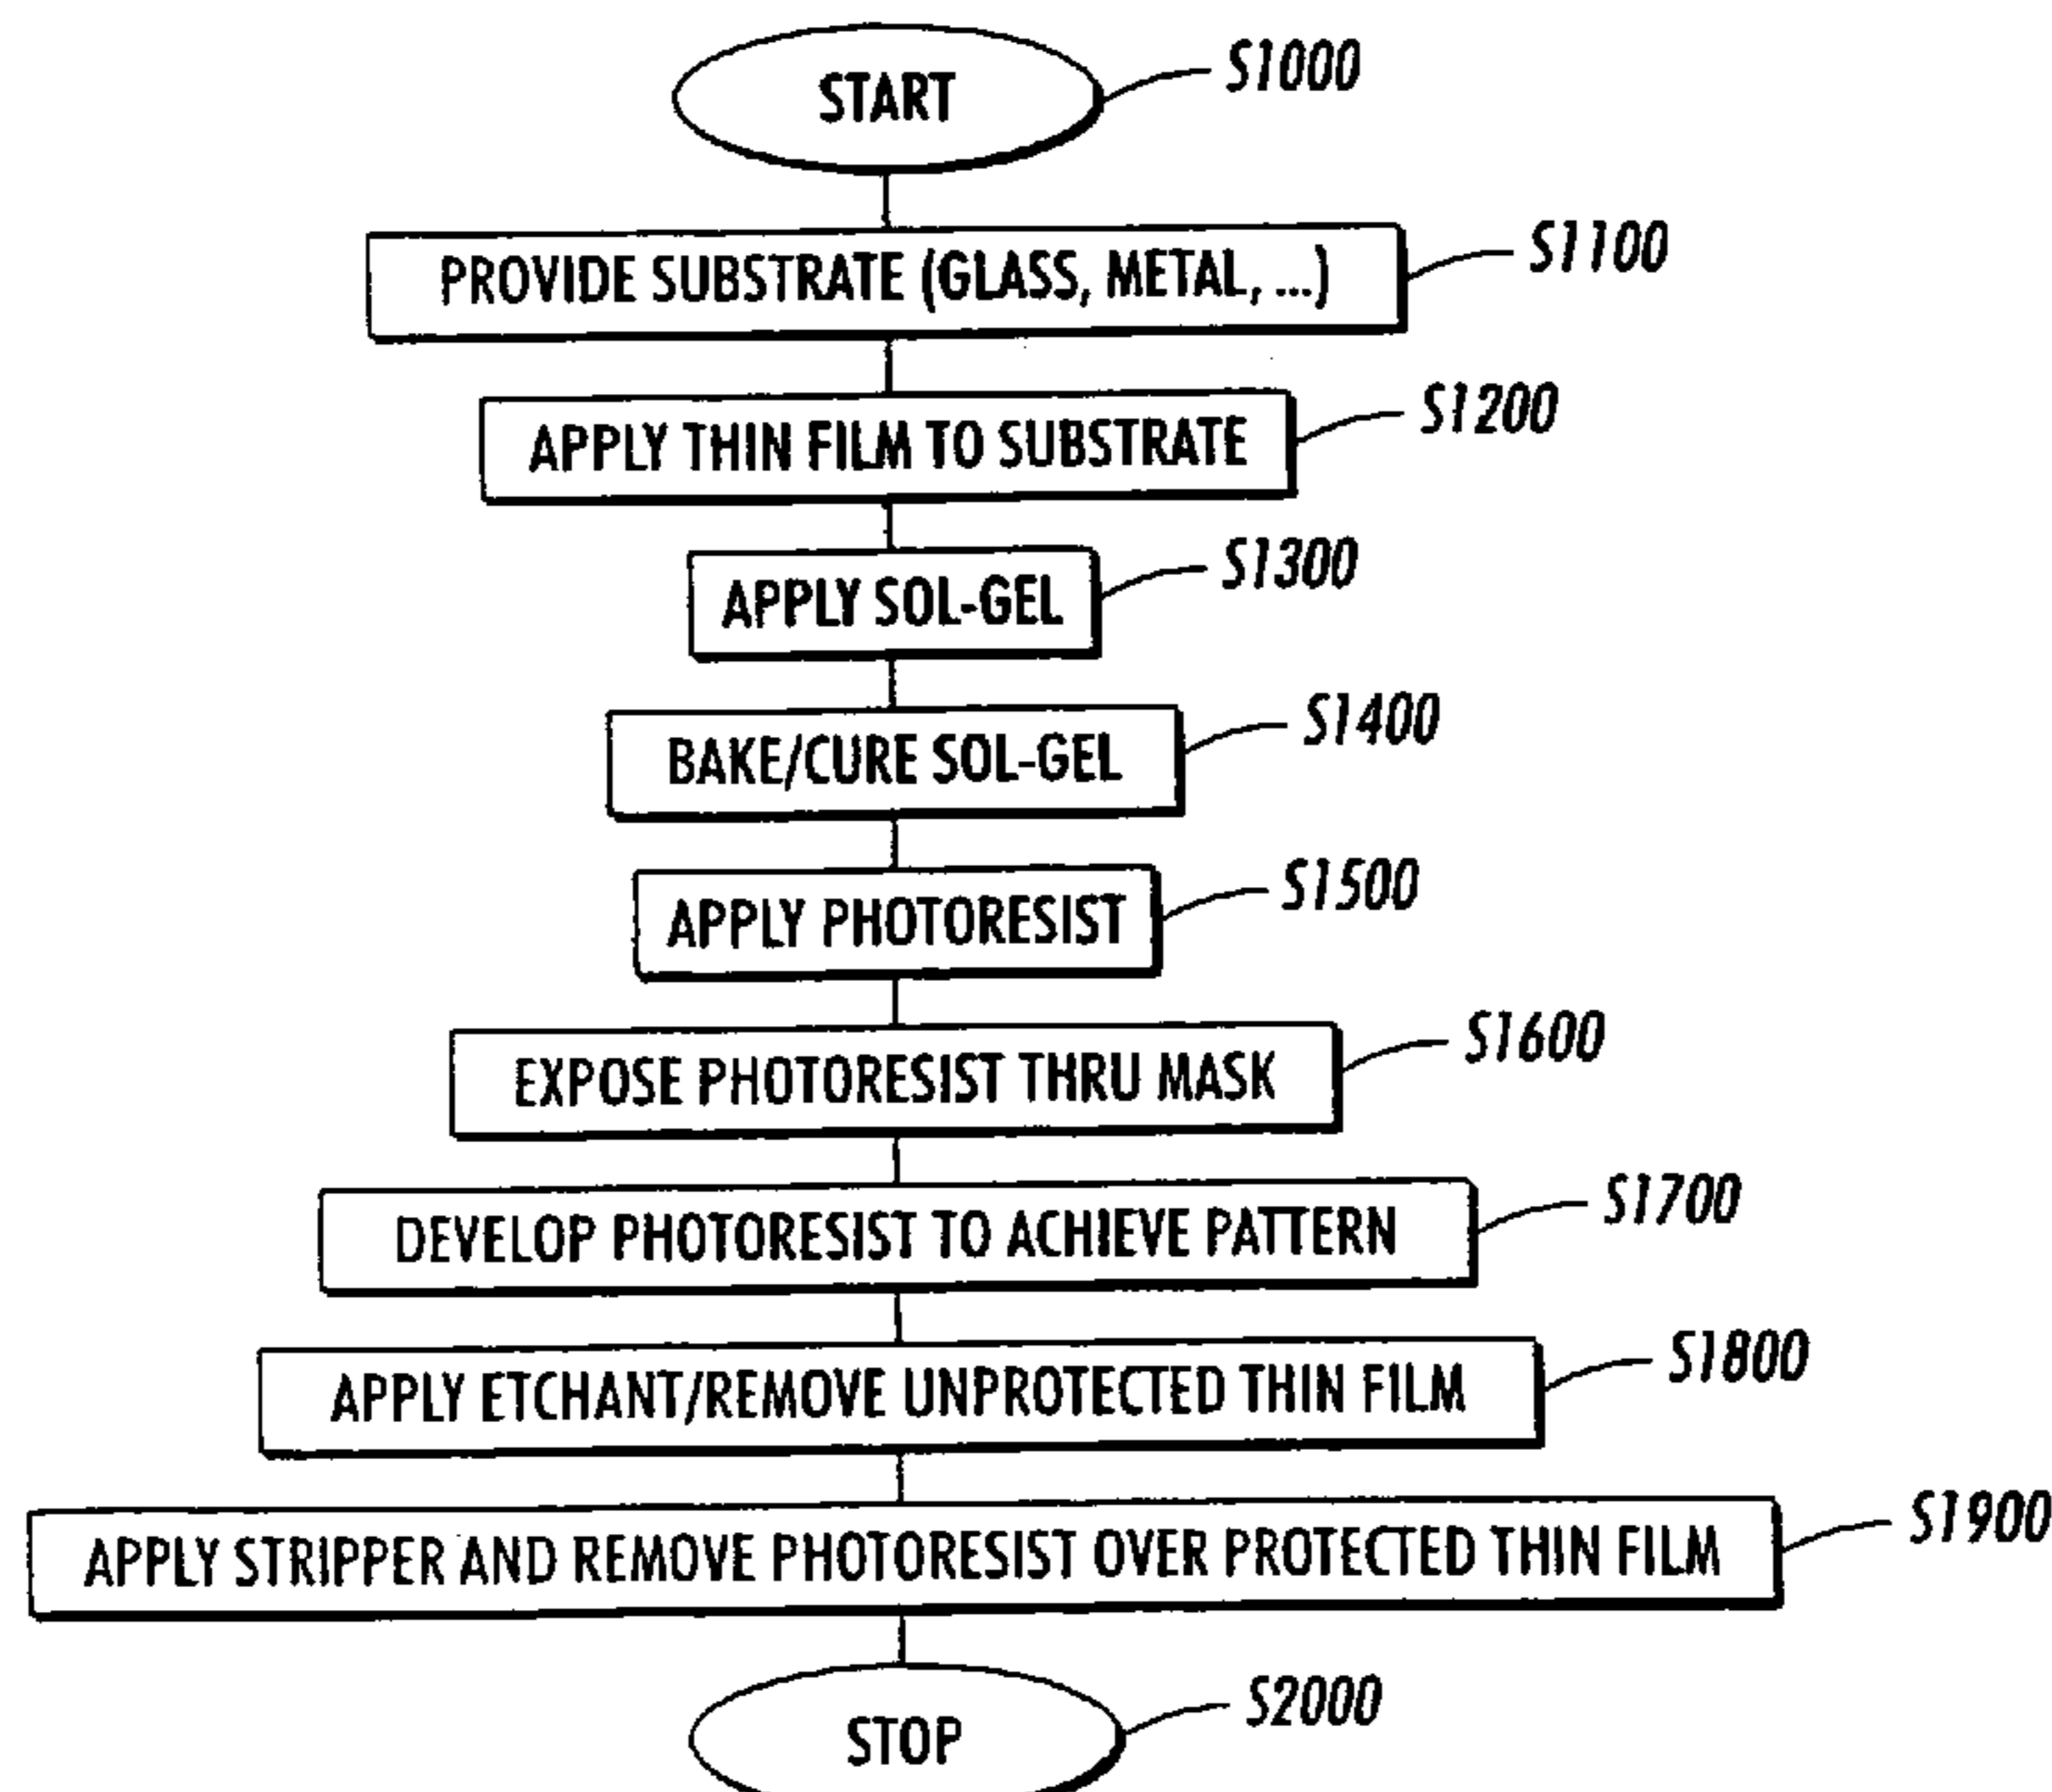 START
S1000
PROVIDE SUBSTRATE (GLASS, METAL, ...)
S1100
APPLY THIN FILM TO SUBSTRATE
S1200
APPLY SOL-GEL
S1300
BAKE/CURE SOL-GEL
S1400
APPLY PHOTORESIST
S1500
EXPOSE PHOTORESIST THRU MASK
S1600
DEVELOP PHOTORESIST TO ACHIEVE PATTERN
S1700
APPLY ETCHANT/REMOVE UNPROTECTED THIN FILM
S1800
APPLY STRIPPER AND REMOVE PHOTORESIST OVER PROTECTED THIN FILM
S1900
STOP
S2000